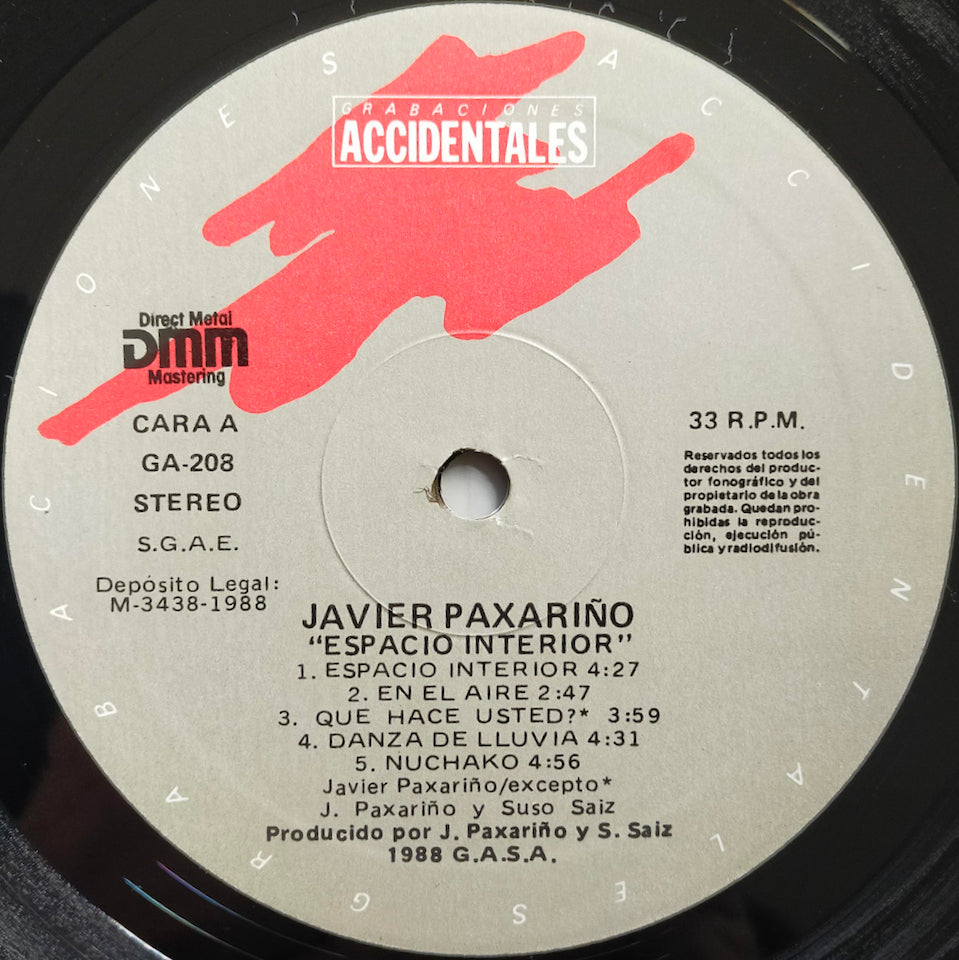 GRABACIONES ACCIDENTALES
GRABACIONES
ACCIDENTALES
Direct Metal
DMM
Mastering
CARA A
GA-208
STEREO
S.G.A.E.
Depósito Legal:
M-3438-1988
33 R.P.M.
Reservados todos los
derechos del produc-
tor fonográfico y del
propietario de la obra
grabada. Quedan pro-
hibidas la reproduc-
ción, ejecución pú-
blica y radiodifusión.
JAVIER PAXARIÑO
"ESPACIO INTERIOR"
1. ESPACIO INTERIOR 4:27
2. EN EL AIRE 2:47
3. QUE HACE USTED?* 3:59
4. DANZA DE LLUVIA 4:31
5. NUCHAKO 4:56
Javier Paxariño/excepto*
J. Paxariño y Suso Saiz
Producido por J. Paxariño y S. Saiz
1988 G.A.S.A.